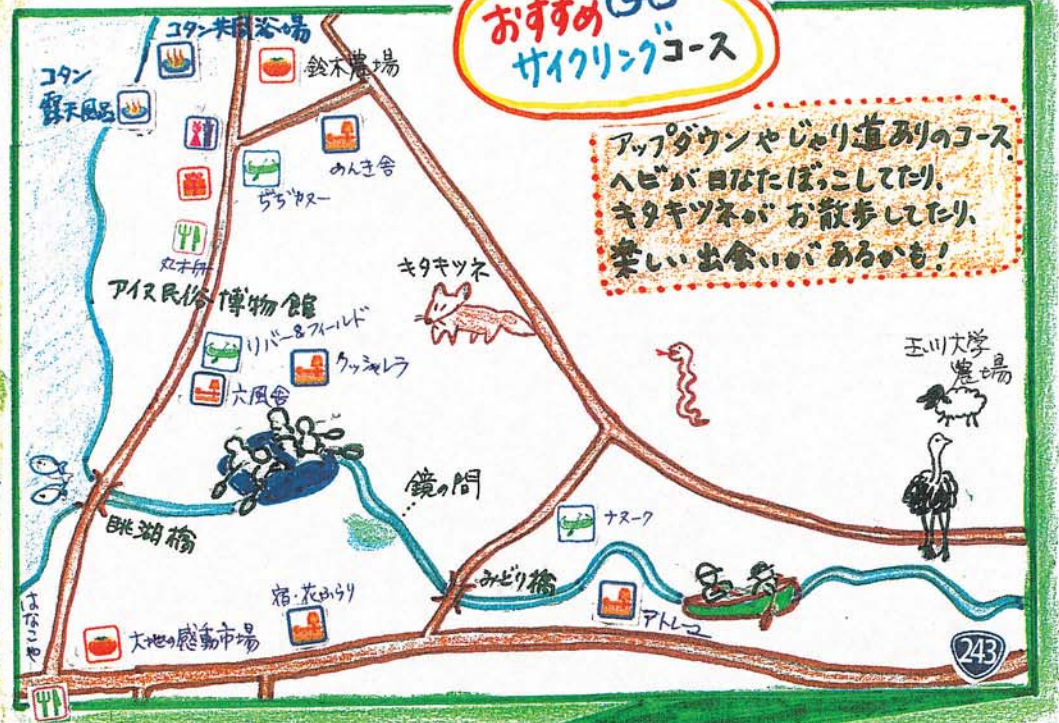 おすすめ
サイクリングコース
コタン共同浴場
鈴木農場
コタン
露天風呂
めんき舎
ぢぢカヌー
アップダウンやじゃり道ありのコース。
ヘビが日なたぼっこしてたり、
キタキツネがお散歩してたり、
楽しい出会いがあるかも!
丸木舟
アイヌ民俗博物館
キタキツネ
リバー&フィールド
クッシャレラ
六風舎
玉川大学
農場
鏡の間
ナヌーク
眺湖橋
みどり橋
宿・花ふらり
アトレーユ
はなこや
大地の感動市場
243